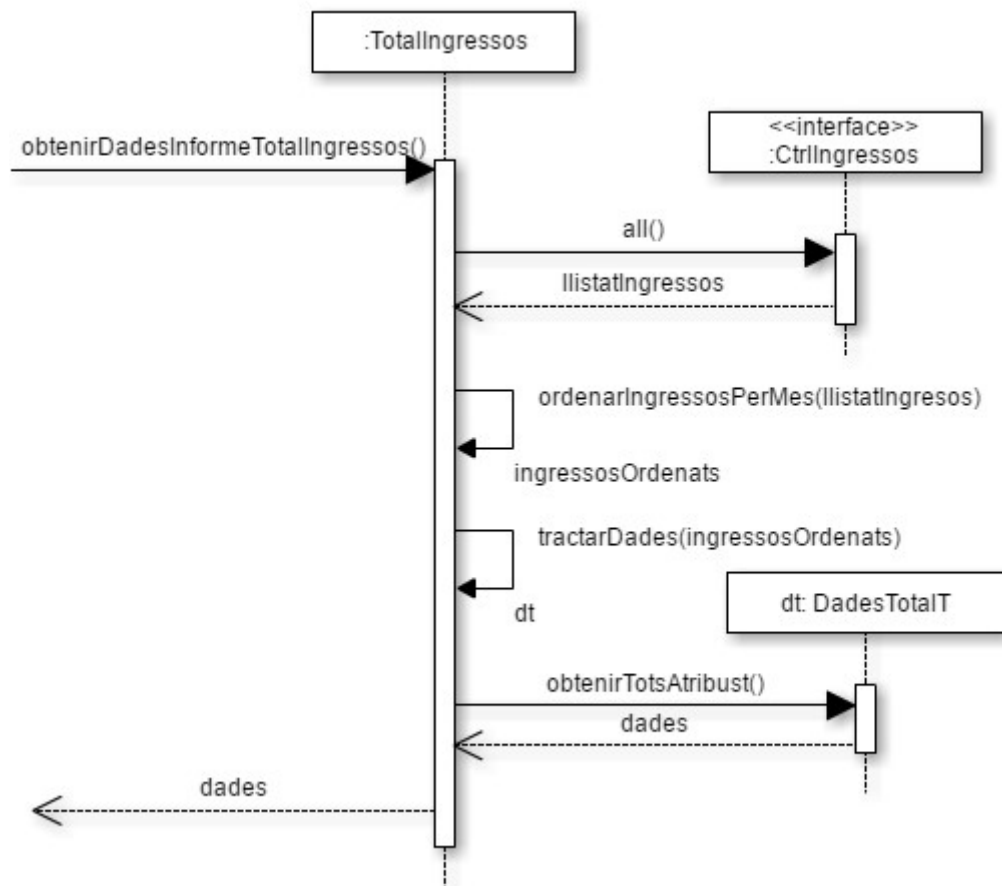 :TotalIngressos
<<interface>>
:CtrlIngressos
obtenirDadesInformeTotalIngressos()
all()
llistatIngressos
ordenarIngressosPerMes(llistatIngresos)
ingressosOrdenats
tractarDades(ingressosOrdenats)
dt: DadesTotalT
dt
obtenirTotsAtribust()
dades
dades